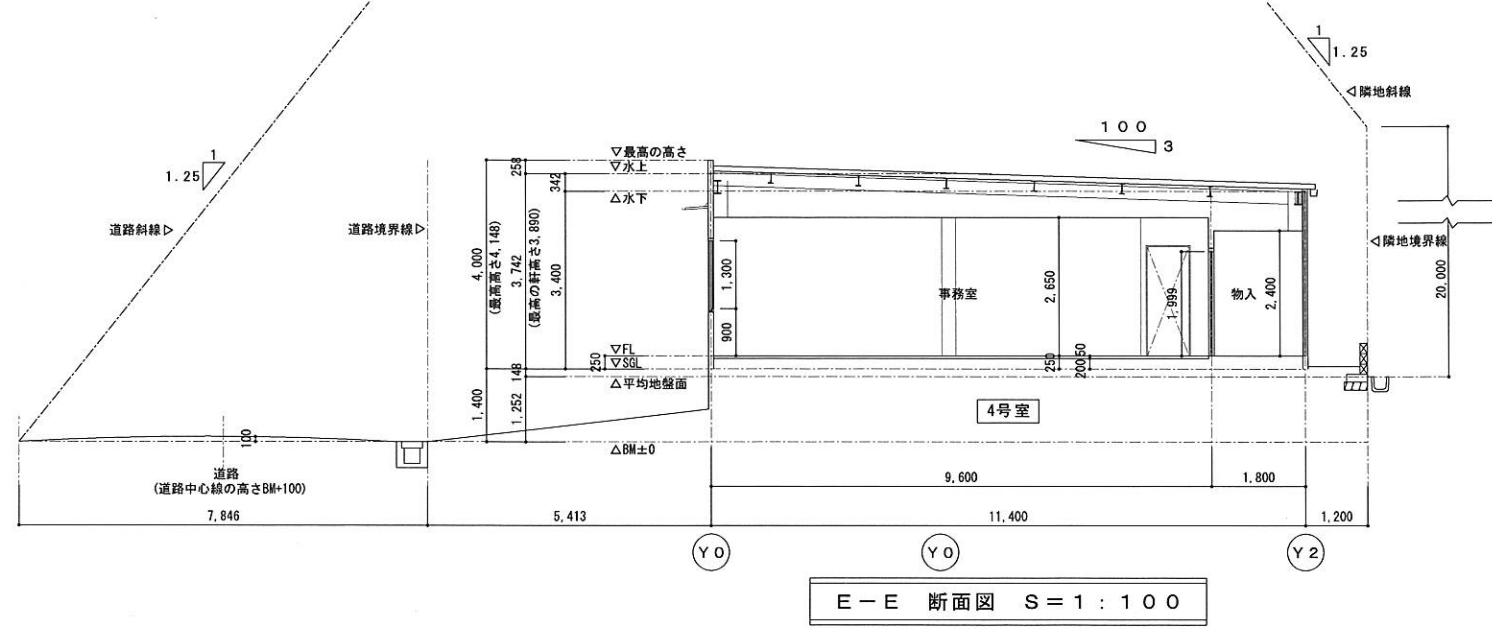 1
1.25
1
1.25
◁隣地斜線
100
3
▽最高の高さ
▽水上
△水下
258
342
道路斜線▷
道路境界線▷
◁隣地境界線
4,000
(最高高さ4,148)
3,742
(最高の軒高さ3,890)
3,400
1,300
900
事務室
2,650
1,999
物入
2,400
20,000
▽FL
▽SGL
△平均地盤面
250
148
250
200
50
1,400
1,252
4号室
100
△BM±0
道路
(道路中心線の高さBM+100)
9,600
1,800
7,846
5,413
11,400
1,200
Y0
Y0
Y2
E-E 断面図 S=1:100